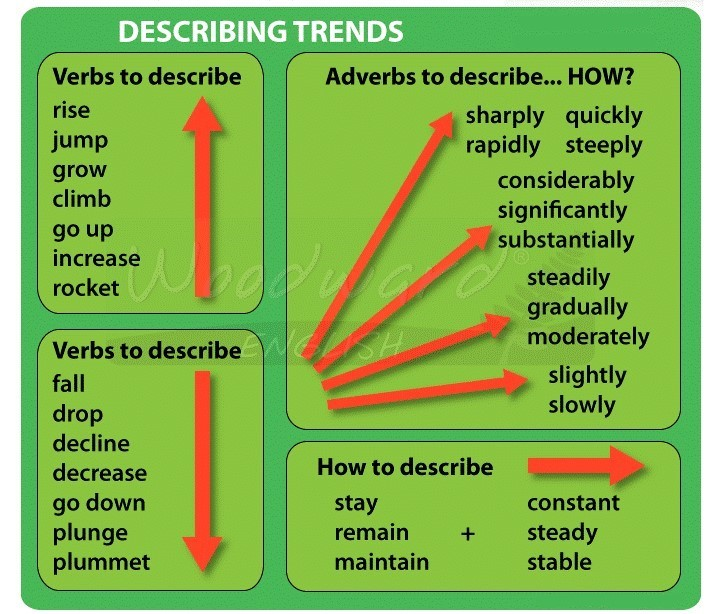 DESCRIBING TRENDS
Verbs to describe
rise
jump
grow
climb
go up
increase
rocket
Verbs to describe
fall
drop
decline
decrease
go down
plunge
plummet
Adverbs to describe... HOW?
sharply quickly
rapidly steeply
considerably
significantly
substantially
steadily
gradually
moderately
slightly
slowly
How to describe
stay constant
remain + steady
maintain stable
Woodward®
ENGLISH